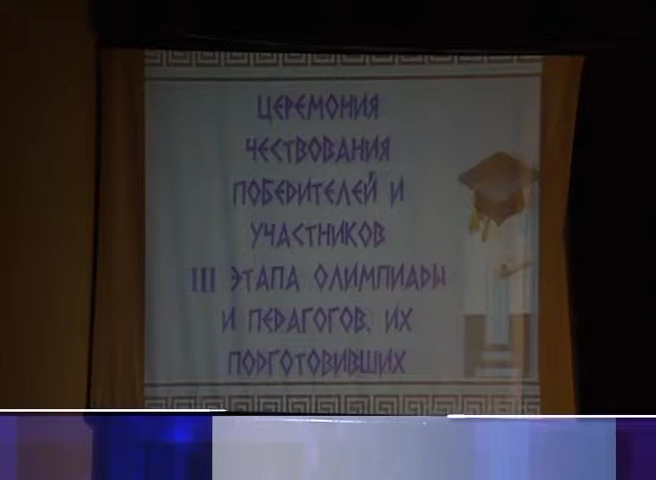 ЦЕРЕМОНИЯ
ЧЕСТВОВАНИЯ
ПОБЕДИТЕЛЕЙ И
УЧАСТНИКОВ
III ЭТАПА ОЛИМПИАДЫ
И ПЕДАГОГОВ, ИХ
ПОДГОТОВИВШИХ